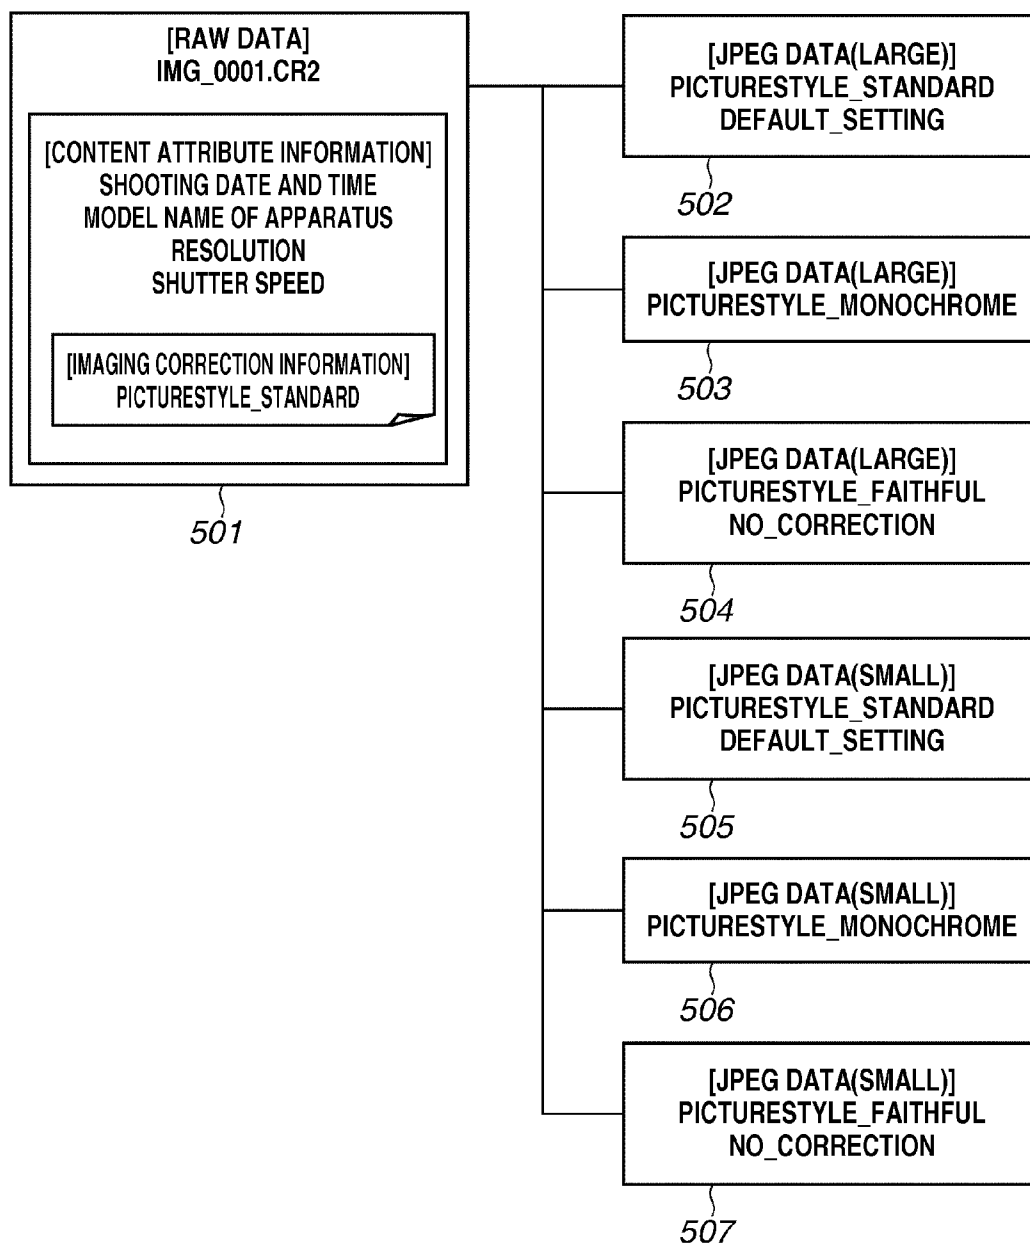 [RAW DATA]
IMG_0001.CR2
[CONTENT ATTRIBUTE INFORMATION]
SHOOTING DATE AND TIME
MODEL NAME OF APPARATUS
RESOLUTION
SHUTTER SPEED
[IMAGING CORRECTION INFORMATION]
PICTURESTYLE_STANDARD
501
[JPEG DATA(LARGE)]
PICTURESTYLE_STANDARD
DEFAULT_SETTING
502
[JPEG DATA(LARGE)]
PICTURESTYLE_MONOCHROME
503
[JPEG DATA(LARGE)]
PICTURESTYLE_FAITHFUL
NO_CORRECTION
504
[JPEG DATA(SMALL)]
PICTURESTYLE_STANDARD
DEFAULT_SETTING
505
[JPEG DATA(SMALL)]
PICTURESTYLE_MONOCHROME
506
[JPEG DATA(SMALL)]
PICTURESTYLE_FAITHFUL
NO_CORRECTION
507